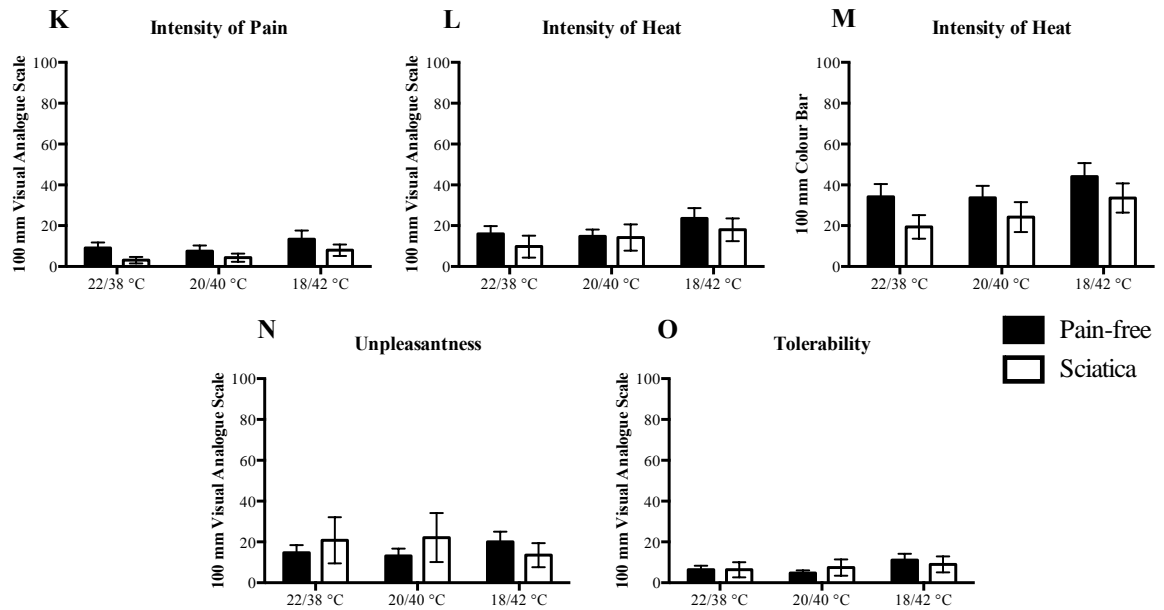 K
Intensity of Pain
100 mm Visual Analogue Scale
100
80
60
40
20
0
22/38 °C 20/40 °C 18/42 °C
L
Intensity of Heat
100 mm Visual Analogue Scale
100
80
60
40
20
0
22/38 °C 20/40 °C 18/42 °C
M
Intensity of Heat
100 mm Colour Bar
100
80
60
40
20
0
22/38 °C 20/40 °C 18/42 °C
N
Unpleasantness
100 mm Visual Analogue Scale
100
80
60
40
20
0
22/38 °C 20/40 °C 18/42 °C
O
Tolerability
100 mm Visual Analogue Scale
100
80
60
40
20
0
22/38 °C 20/40 °C 18/42 °C
Pain-free
Sciatica